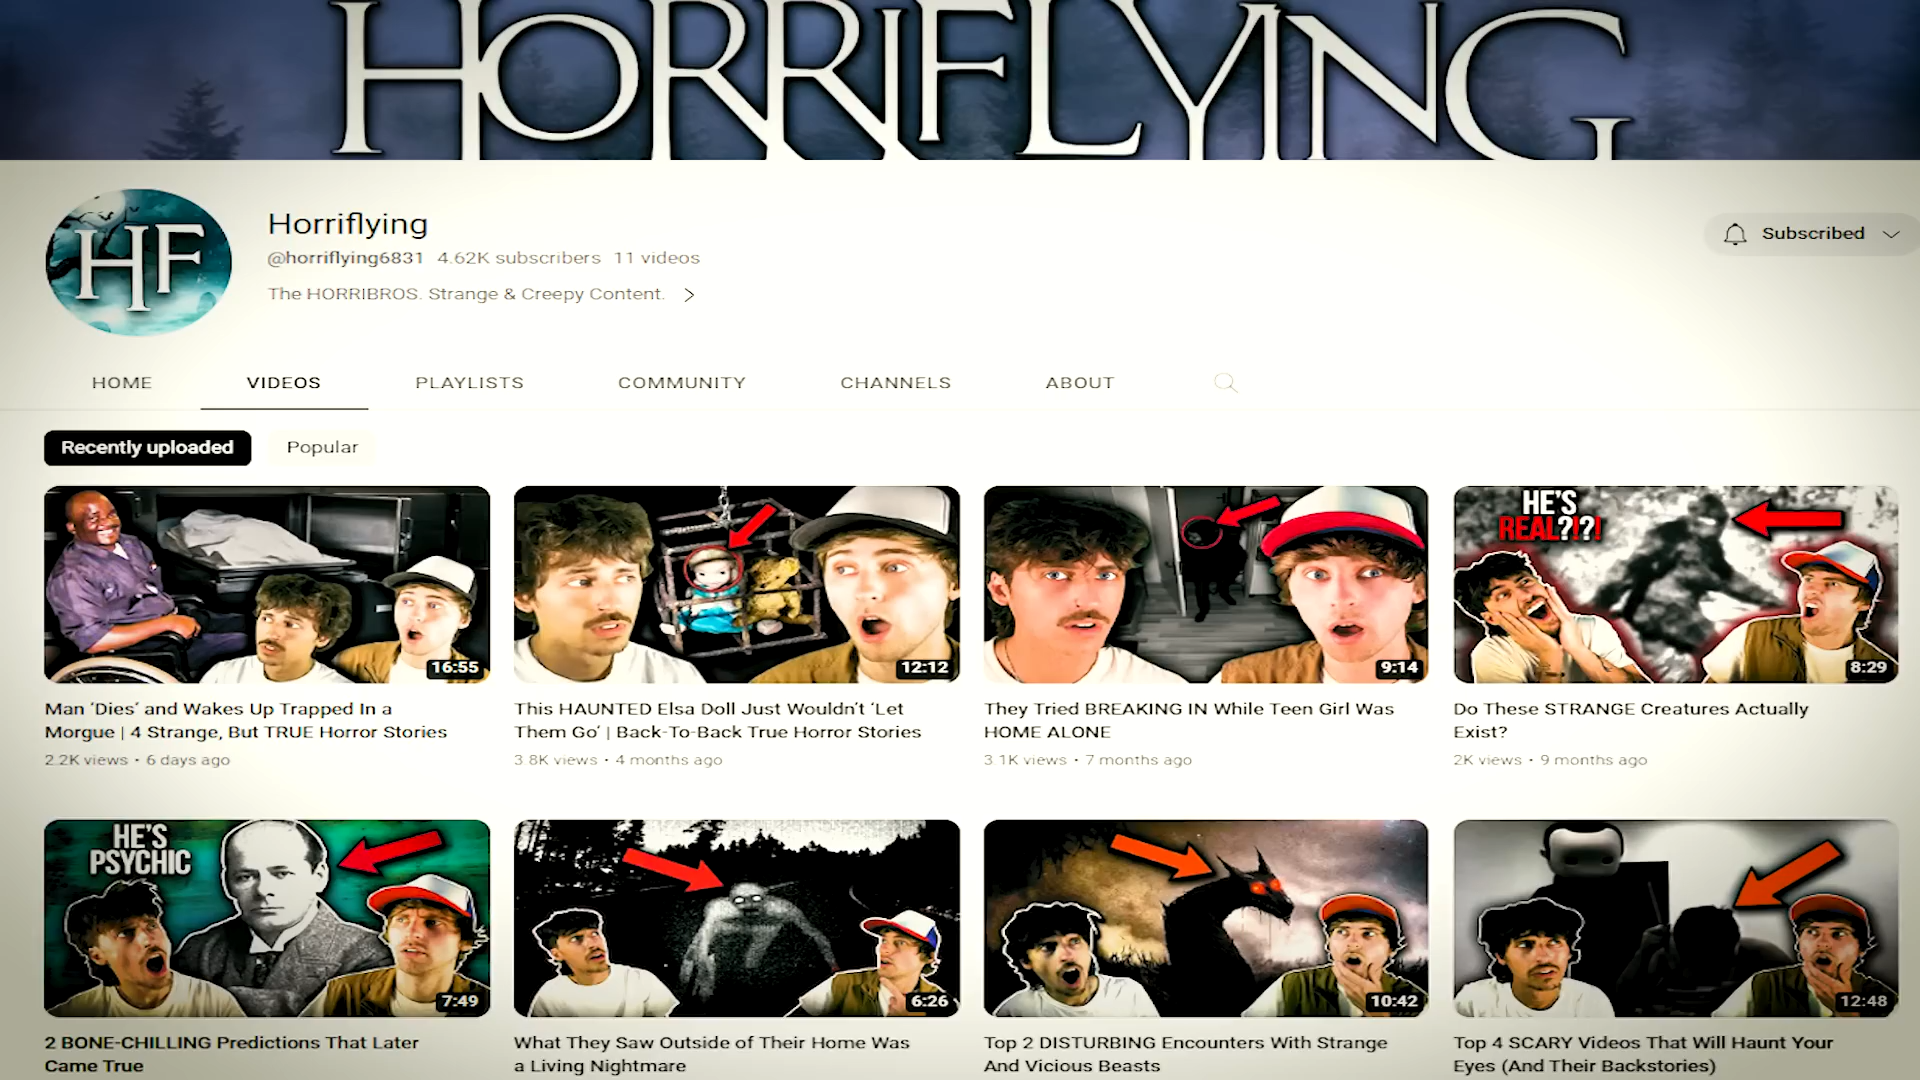 HORRIFLYING
HF
Horriflying
@horriflying6831 4.62K subscribers 11 videos
The HORRIBROS. Strange & Creepy Content.
Subscribed
HOME VIDEOS PLAYLISTS COMMUNITY CHANNELS ABOUT
Recently uploaded Popular
16:55
Man ‘Dies’ and Wakes Up Trapped In a
Morgue | 4 Strange, But TRUE Horror Stories
2.2K views • 6 days ago
12:12
This HAUNTED Elsa Doll Just Wouldn’t ‘Let
Them Go’ | Back-To-Back True Horror Stories
3.8K views • 4 months ago
9:14
They Tried BREAKING IN While Teen Girl Was
HOME ALONE
3.1K views • 7 months ago
HE'S
REAL?!?!
8:29
Do These STRANGE Creatures Actually
Exist?
2K views • 9 months ago
HE'S
PSYCHIC
7:49
2 BONE-CHILLING Predictions That Later
Came True
6:26
What They Saw Outside of Their Home Was
a Living Nightmare
10:42
Top 2 DISTURBING Encounters With Strange
And Vicious Beasts
12:48
Top 4 SCARY Videos That Will Haunt Your
Eyes (And Their Backstories)